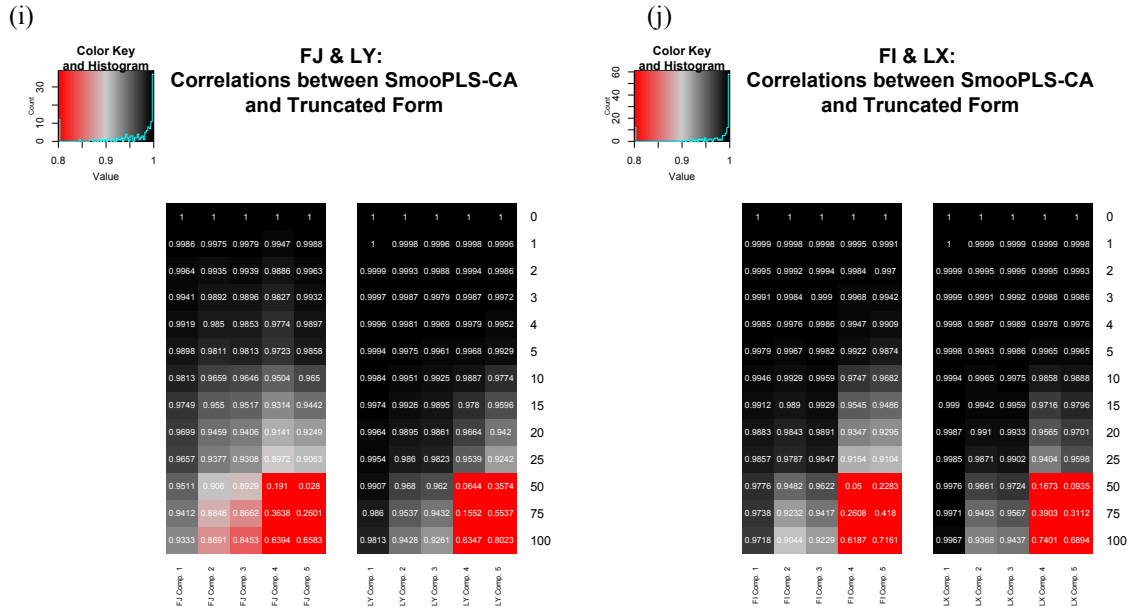 (i)
Color Key
and Histogram
Count
0 10 30
0.8 0.9 1
Value
FJ & LY:
Correlations between SmooPLS-CA
and Truncated Form
1 1 1 1 1 1 1 1 1 1 0
0.9986 0.9975 0.9979 0.9947 0.9988 1 0.9998 0.9996 0.9998 0.9996 1
0.9964 0.9935 0.9939 0.9886 0.9963 0.9999 0.9993 0.9988 0.9994 0.9986 2
0.9941 0.9892 0.9896 0.9827 0.9932 0.9997 0.9987 0.9979 0.9987 0.9972 3
0.9919 0.985 0.9853 0.9774 0.9897 0.9996 0.9981 0.9969 0.9979 0.9952 4
0.9898 0.9811 0.9813 0.9723 0.9858 0.9994 0.9975 0.9961 0.9968 0.9929 5
0.9813 0.9659 0.9646 0.9504 0.965 0.9984 0.9951 0.9925 0.9887 0.9774 10
0.9749 0.955 0.9517 0.9314 0.9442 0.9974 0.9926 0.9895 0.978 0.9596 15
0.9699 0.9459 0.9406 0.9141 0.9249 0.9964 0.9895 0.9861 0.9664 0.942 20
0.9657 0.9377 0.9308 0.8972 0.9063 0.9954 0.986 0.9823 0.9539 0.9242 25
0.9511 0.906 0.8929 0.191 0.028 0.9907 0.968 0.962 0.0644 0.3574 50
0.9412 0.8846 0.8662 0.3638 0.2601 0.986 0.9537 0.9432 0.1552 0.5537 75
0.9333 0.8691 0.8453 0.6394 0.6583 0.9813 0.9428 0.9261 0.6347 0.8023 100
FJ Comp. 1
FJ Comp. 2
FJ Comp. 3
FJ Comp. 4
FJ Comp. 5
LY Comp. 1
LY Comp. 2
LY Comp. 3
LY Comp. 4
LY Comp. 5
(j)
Color Key
and Histogram
Count
0 20 40 60
0.8 0.9 1
Value
FI & LX:
Correlations between SmooPLS-CA
and Truncated Form
1 1 1 1 1 1 1 1 1 1 0
0.9999 0.9998 0.9998 0.9995 0.9991 1 0.9999 0.9999 0.9999 0.9998 1
0.9995 0.9992 0.9994 0.9984 0.997 0.9999 0.9995 0.9995 0.9995 0.9993 2
0.9991 0.9984 0.999 0.9968 0.9942 0.999 0.9991 0.9992 0.9988 0.9986 3
0.9985 0.9976 0.9986 0.9947 0.9909 0.9998 0.9987 0.9989 0.9978 0.9976 4
0.9979 0.9967 0.9982 0.9922 0.9874 0.9998 0.9983 0.9986 0.9965 0.9965 5
0.9946 0.9929 0.9959 0.9747 0.9682 0.9994 0.9965 0.9975 0.9858 0.9888 10
0.9912 0.989 0.9929 0.9545 0.9486 0.999 0.9942 0.9959 0.9716 0.9796 15
0.9883 0.9843 0.9891 0.9347 0.9295 0.9987 0.991 0.9933 0.9565 0.9701 20
0.9857 0.9787 0.9847 0.9154 0.9104 0.9985 0.9871 0.9902 0.9404 0.9598 25
0.9776 0.9482 0.9622 0.05 0.2283 0.9976 0.9661 0.9724 0.1673 0.0935 50
0.9738 0.9232 0.9417 0.2608 0.418 0.9971 0.9493 0.9567 0.3903 0.3112 75
0.9718 0.9044 0.9229 0.6187 0.7161 0.9967 0.9368 0.9437 0.7401 0.6894 100
FI Comp. 1
FI Comp. 2
FI Comp. 3
FI Comp. 4
FI Comp. 5
LX Comp. 1
LX Comp. 2
LX Comp. 3
LX Comp. 4
LX Comp. 5